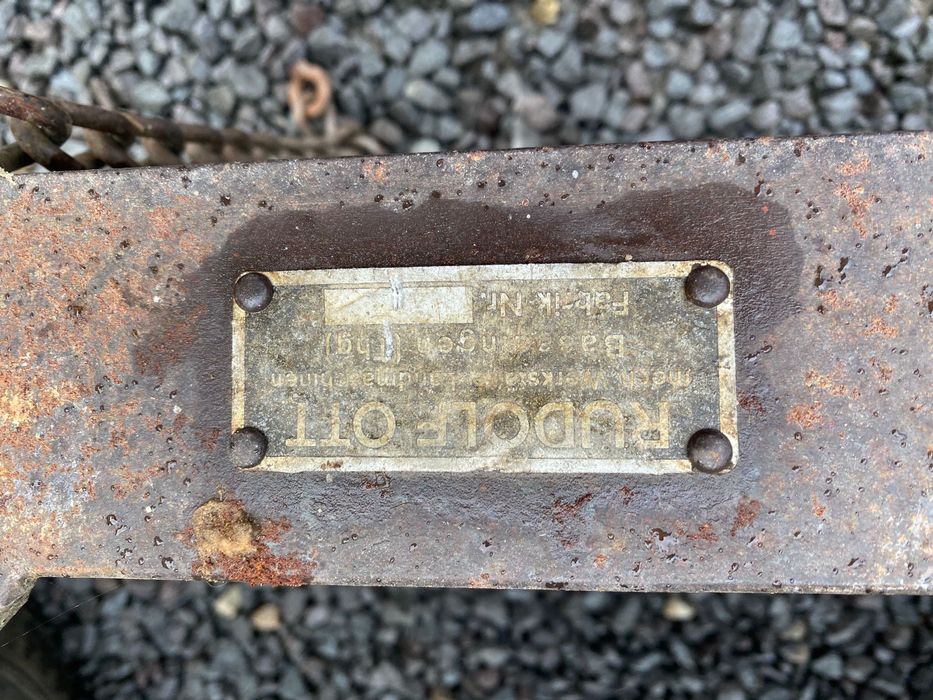 RUDOLF OTT
mech. Werkstätte Landmaschinen
(Thg)
Fabrik Nr.